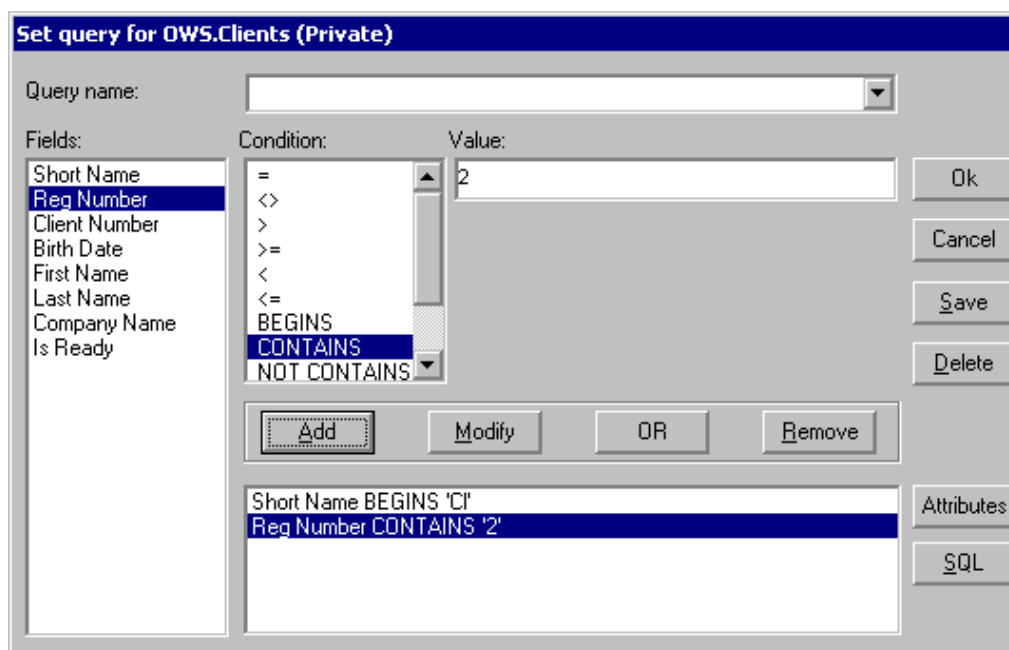 Set query for OWS.Clients (Private)
Query name:
Fields:
Condition:
Value:
Short Name
Reg Number
Client Number
Birth Date
First Name
Last Name
Company Name
Is Ready
=
<>
>
>=
<
<=
BEGINS
CONTAINS
NOT CONTAINS
2
Ok
Cancel
Save
Delete
Add
Modify
OR
Remove
Short Name BEGINS 'Cl'
Reg Number CONTAINS '2'
Attributes
SQL